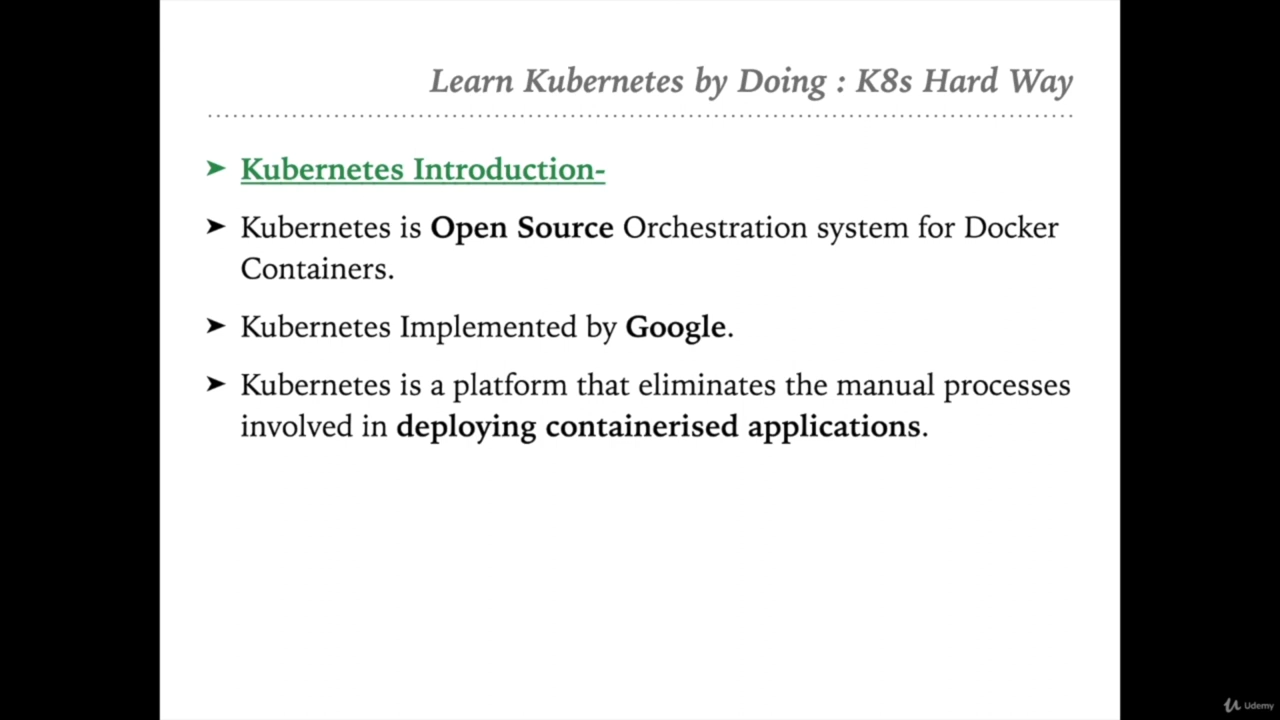 Learn Kubernetes by Doing : K8s Hard Way
➤ Kubernetes Introduction-
➤ Kubernetes is Open Source Orchestration system for Docker
Containers.
➤ Kubernetes Implemented by Google.
➤ Kubernetes is a platform that eliminates the manual processes
involved in deploying containerised applications.
Udemy